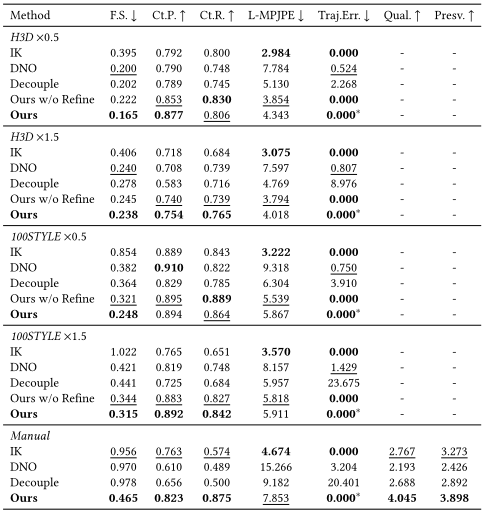 Method F.S. ↓ Ct.P. ↑ Ct.R. ↑ L-MPJPE ↓ Traj.Err. ↓ Qual. ↑ Presv. ↑
H3D ×0.5
IK 0.395 0.792 0.800 2.984 0.000 - -
DNO 0.200 0.790 0.748 7.784 0.524 - -
Decouple 0.202 0.789 0.745 5.130 2.268 - -
Ours w/o Refine 0.222 0.853 0.830 3.854 0.000 - -
Ours 0.165 0.877 0.806 4.343 0.000* - -
H3D ×1.5
IK 0.406 0.718 0.684 3.075 0.000 - -
DNO 0.240 0.708 0.739 7.597 0.807 - -
Decouple 0.278 0.583 0.716 4.769 8.976 - -
Ours w/o Refine 0.245 0.740 0.739 3.794 0.000 - -
Ours 0.238 0.754 0.765 4.018 0.000* - -
100STYLE ×0.5
IK 0.854 0.889 0.843 3.222 0.000 - -
DNO 0.382 0.910 0.822 9.318 0.750 - -
Decouple 0.364 0.829 0.785 6.304 3.910 - -
Ours w/o Refine 0.321 0.895 0.889 5.539 0.000 - -
Ours 0.248 0.894 0.864 5.867 0.000* - -
100STYLE ×1.5
IK 1.022 0.765 0.651 3.570 0.000 - -
DNO 0.421 0.819 0.748 8.157 1.429 - -
Decouple 0.441 0.725 0.684 5.957 23.675 - -
Ours w/o Refine 0.344 0.883 0.827 5.818 0.000 - -
Ours 0.315 0.892 0.842 5.911 0.000* - -
Manual
IK 0.956 0.763 0.574 4.674 0.000 2.767 3.273
DNO 0.970 0.610 0.489 15.266 3.204 2.193 2.426
Decouple 0.978 0.656 0.500 9.182 20.401 2.688 2.892
Ours 0.465 0.823 0.875 7.853 0.000* 4.045 3.898